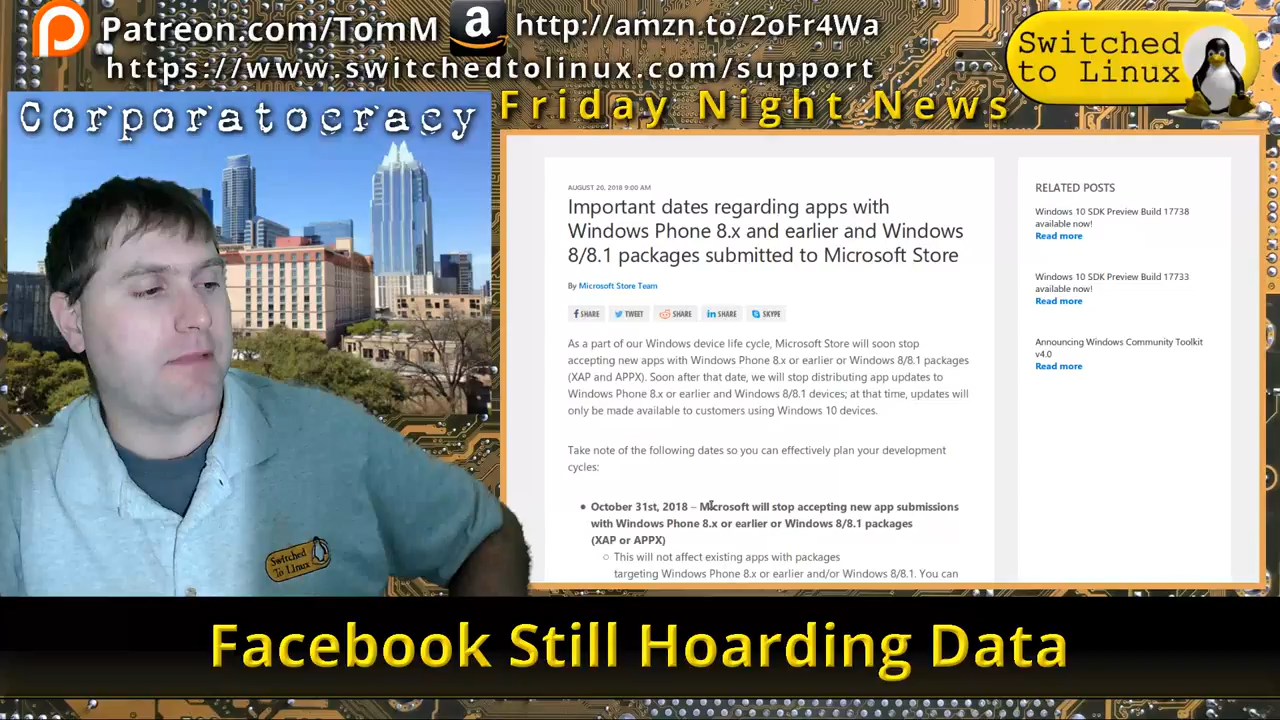 Patreon.com/TomM
http://amzn.to/2oFr4Wa
https://www.switchedtolinux.com/support
Switched
to Linux
Corporatocracy
Friday Night News
AUGUST 20, 2018 9:00 AM
Important dates regarding apps with
Windows Phone 8.x and earlier and Windows
8/8.1 packages submitted to Microsoft Store
By Microsoft Store Team
SHARE TWEET SHARE SHARE SKYPE
As a part of our Windows device life cycle, Microsoft Store will soon stop
accepting new apps with Windows Phone 8.x or earlier or Windows 8/8.1 packages
(XAP and APPX). Soon after that date, we will stop distributing app updates to
Windows Phone 8.x or earlier and Windows 8/8.1 devices; at that time, updates will
only be made available to customers using Windows 10 devices.
Take note of the following dates so you can effectively plan your development
cycles:
October 31st, 2018 – Microsoft will stop accepting new app submissions
with Windows Phone 8.x or earlier or Windows 8/8.1 packages
(XAP or APPX)
This will not affect existing apps with packages
targeting Windows Phone 8.x or earlier and/or Windows 8/8.1. You can
RELATED POSTS
Windows 10 SDK Preview Build 17738
available now!
Read more
Windows 10 SDK Preview Build 17733
available now!
Read more
Announcing Windows Community Toolkit
v4.0
Read more
Switched
To Linux
Facebook Still Hoarding Data